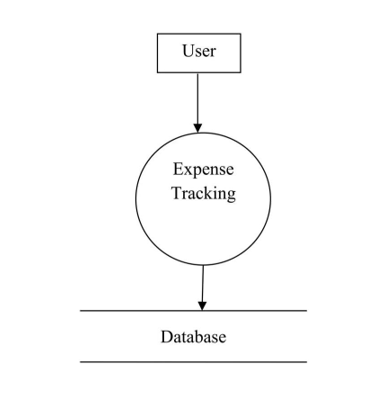 User
Expense
Tracking
Database